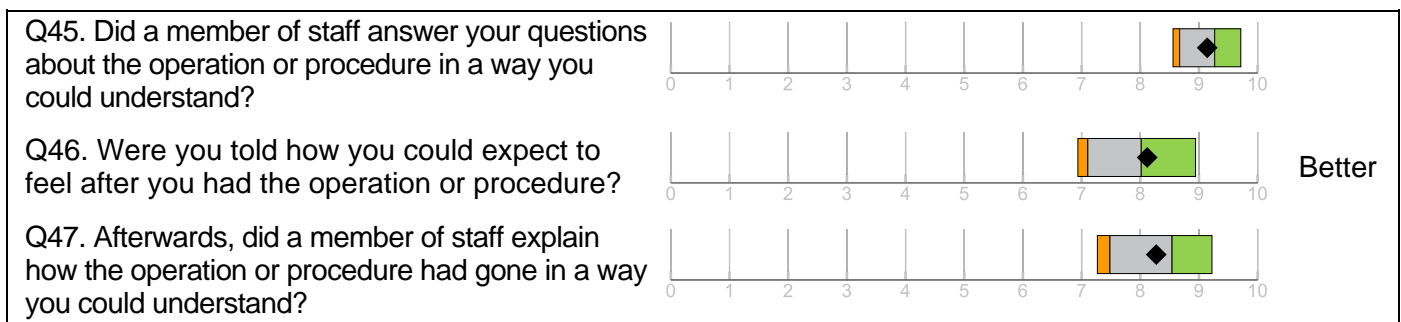 Q45. Did a member of staff answer your questions
about the operation or procedure in a way you
could understand?
0 1 2 3 4 5 6 7 8 9 10
Q46. Were you told how you could expect to
feel after you had the operation or procedure?
Better
0 1 2 3 4 5 6 7 8 9 10
Q47. Afterwards, did a member of staff explain
how the operation or procedure had gone in a way
you could understand?
0 1 2 3 4 5 6 7 8 9 10